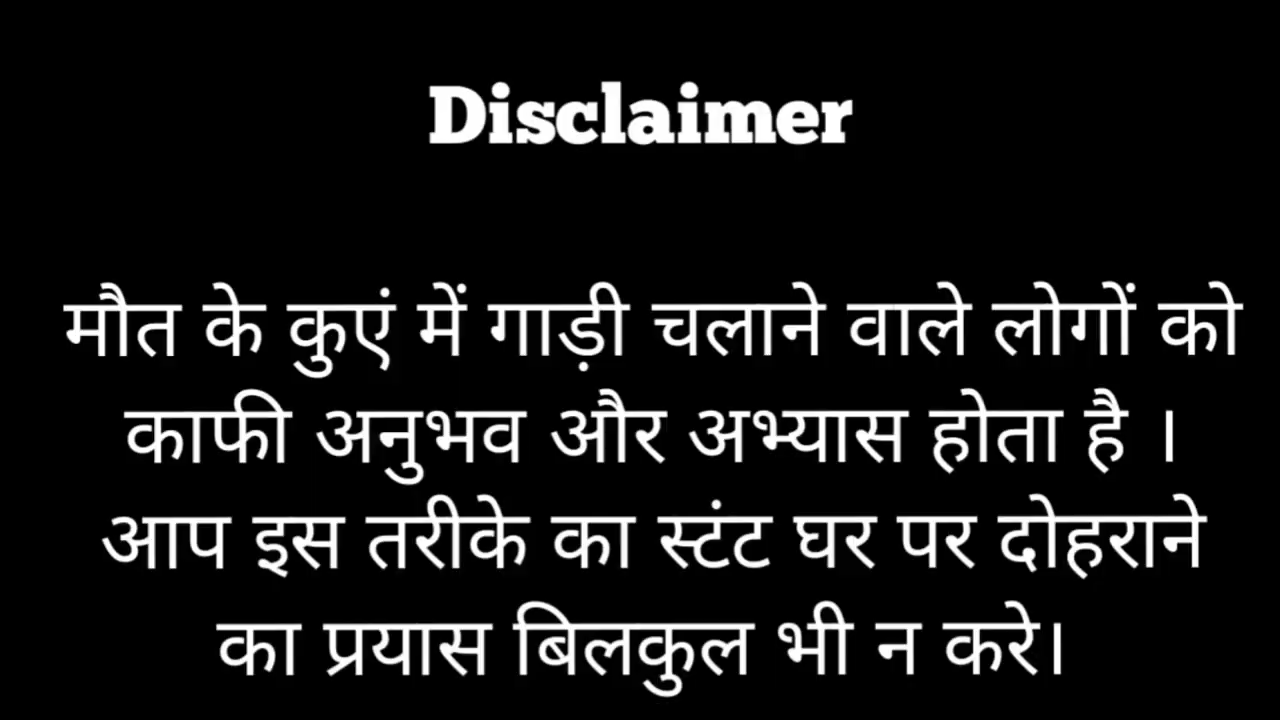 Disclaimer
मौत के कुएं में गाड़ी चलाने वाले लोगों को
काफी अनुभव और अभ्यास होता है ।
आप इस तरीके का स्टंट घर पर दोहराने
का प्रयास बिलकुल भी न करे।